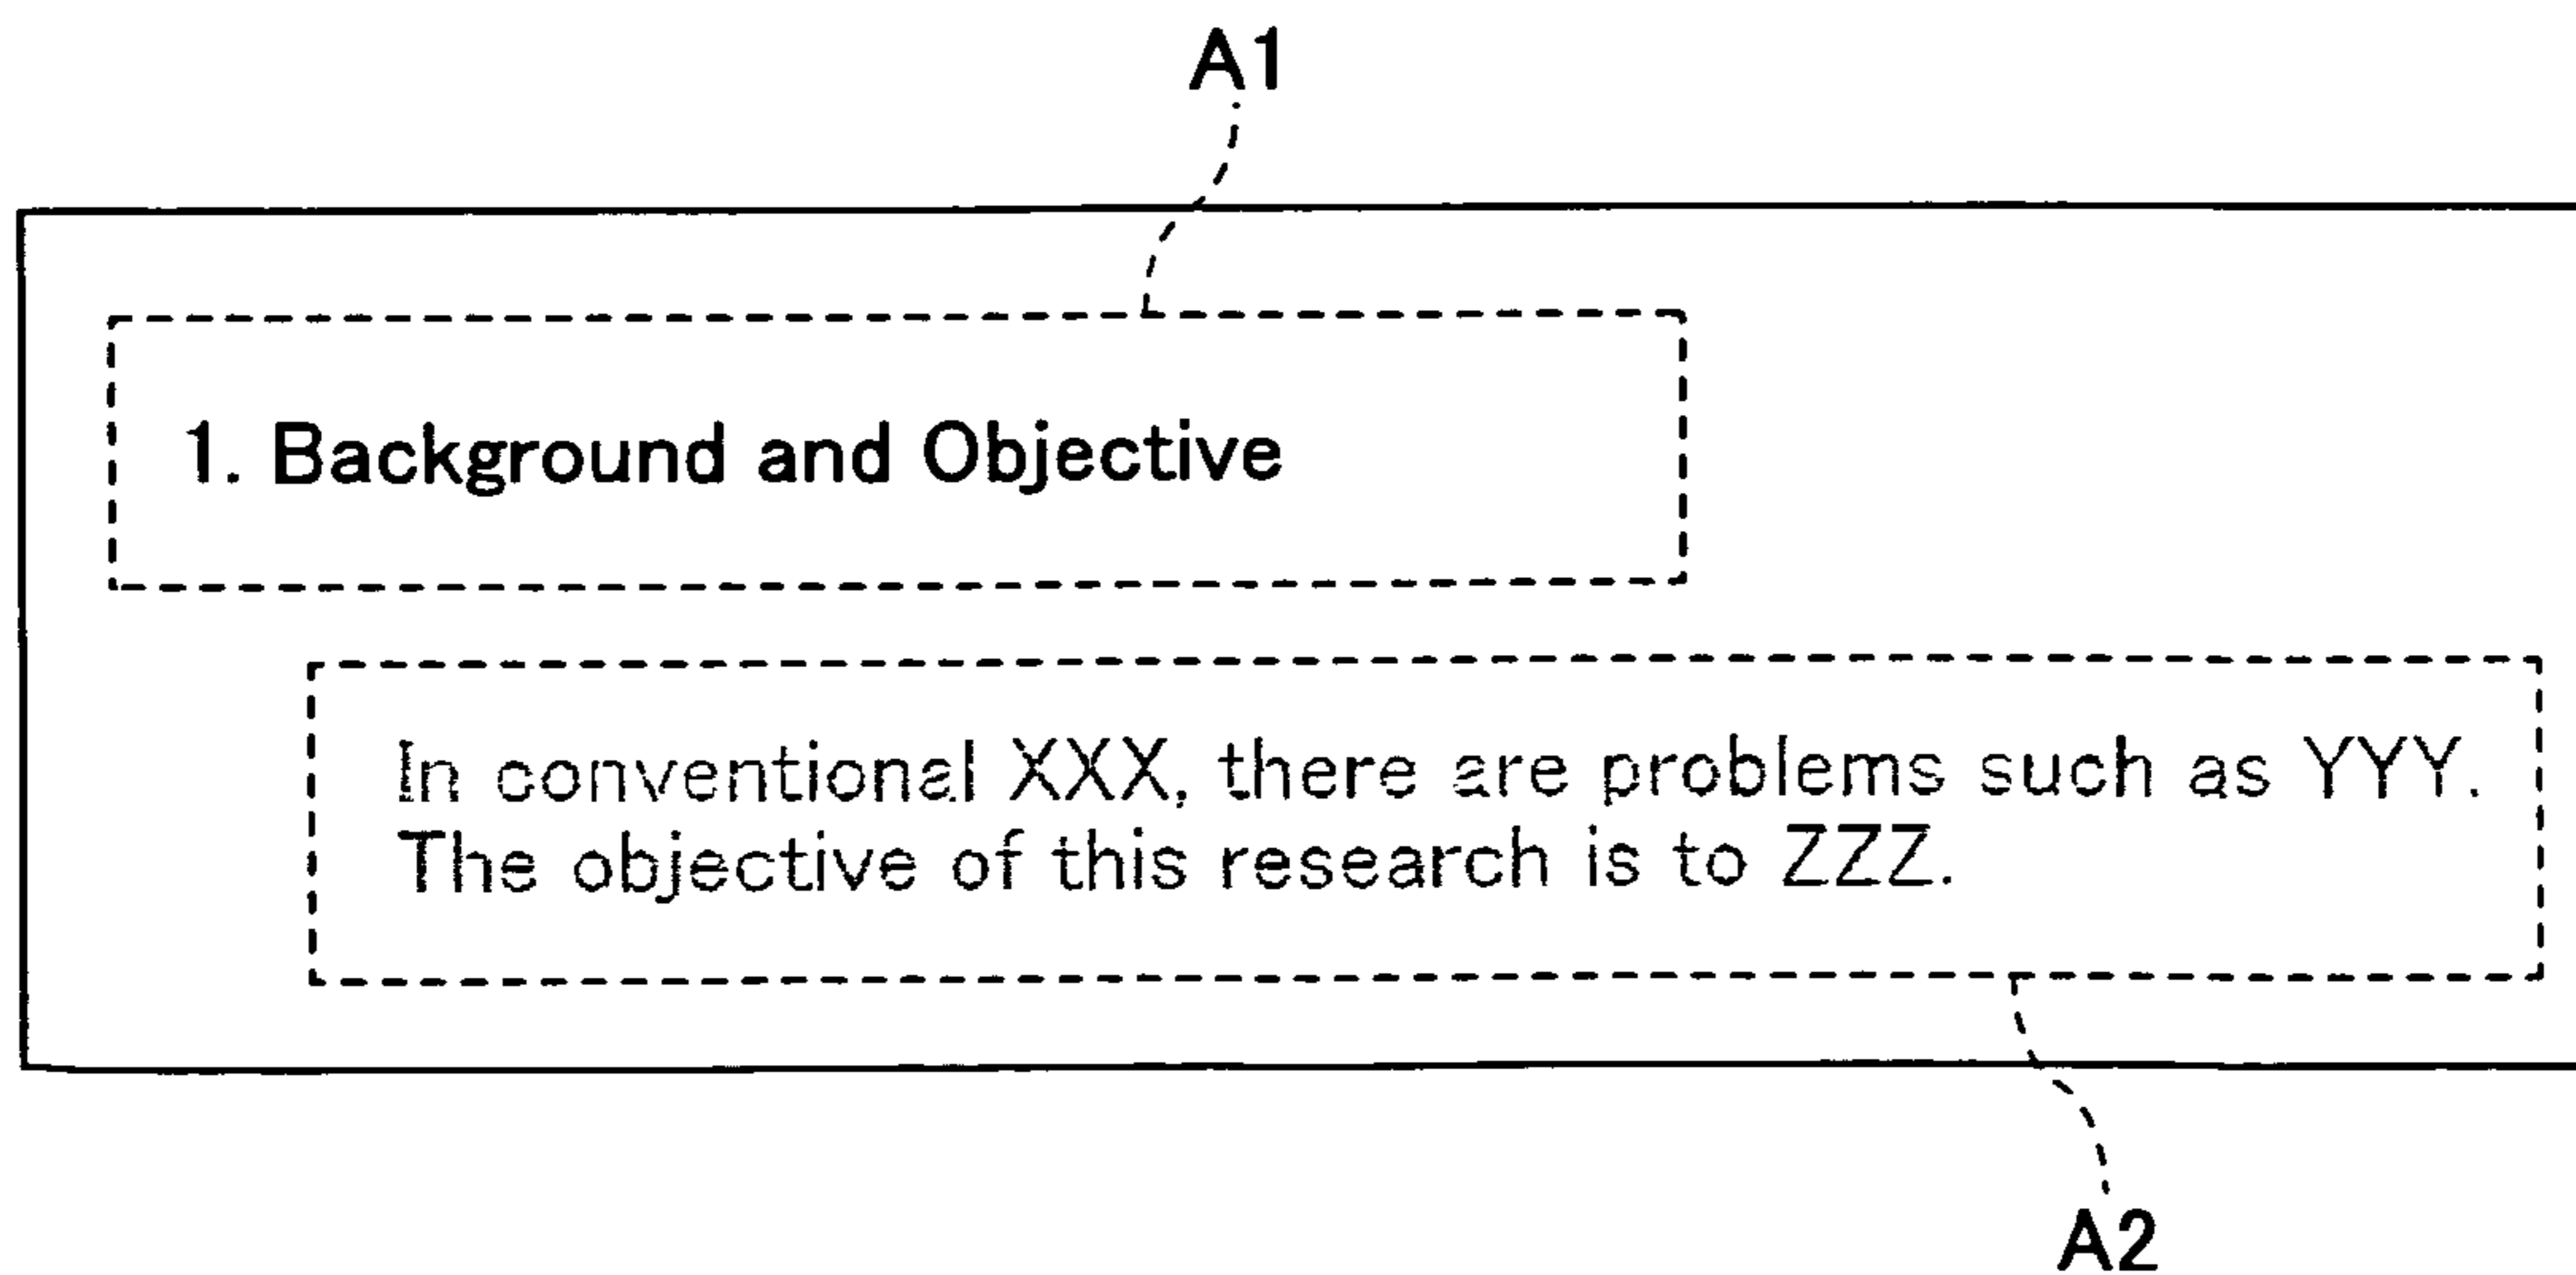 A1
1. Background and Objective
In conventional XXX, there are problems such as YYY.
The objective of this research is to ZZZ.
A2